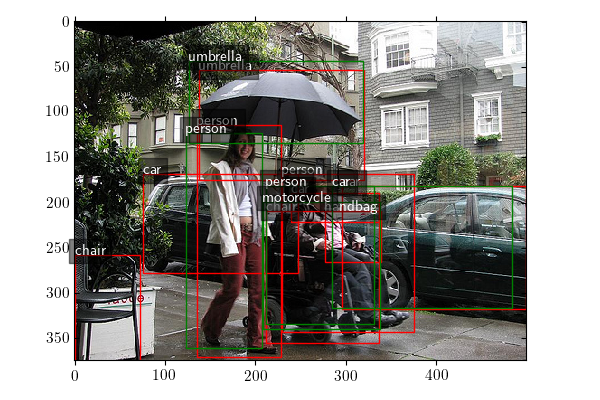 0
50
100
150
200
250
300
350
0
100
200
300
400
umbrella
umbrella
person
person
car
person
person
car
motorcycle
chair
handbag
chair